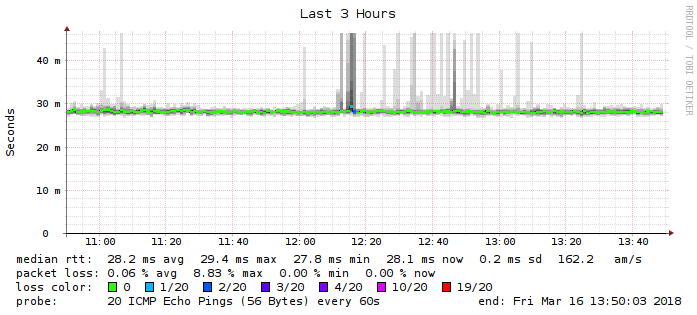 Last 3 Hours
RRDTOOL / TOBI OETIKER
Seconds
40 m
30 m
20 m
10 m
0
11:00 11:20 11:40 12:00 12:20 12:40 13:00 13:20 13:40
median rtt: 28.2 ms avg 29.4 ms max 27.8 ms min 28.1 ms now 0.2 ms sd 162.2 am/s
packet loss: 0.06 % avg 8.83 % max 0.00 % min 0.00 % now
loss color: 0 1/20 2/20 3/20 4/20 10/20 19/20
probe: 20 ICMP Echo Pings (56 Bytes) every 60s end: Fri Mar 16 13:50:03 2018